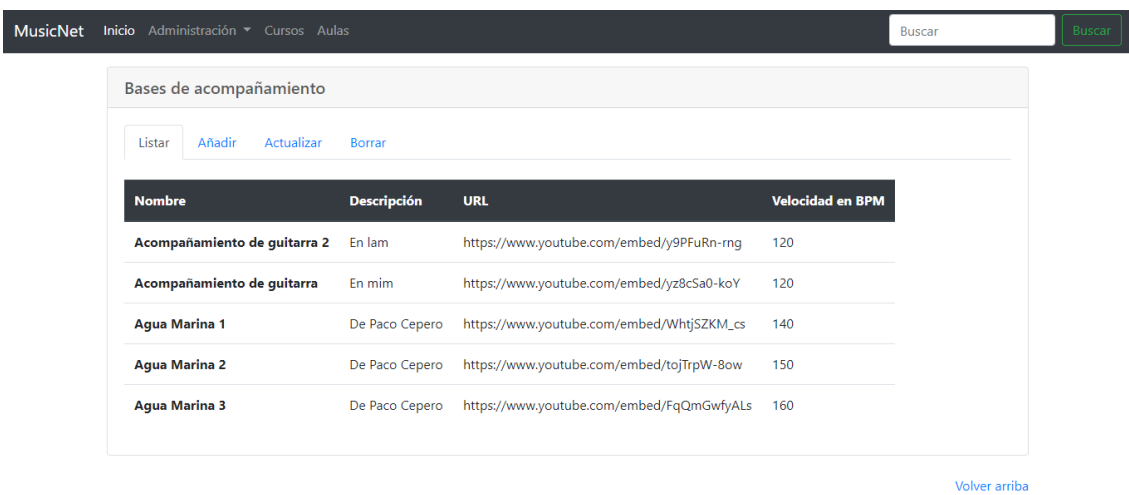 MusicNet Inicio Administración Cursos Aulas Buscar Buscar
Bases de acompañamiento
Listar Añadir Actualizar Borrar
Nombre Descripción URL Velocidad en BPM
Acompañamiento de guitarra 2 En lam https://www.youtube.com/embed/y9PFuRn-rng 120
Acompañamiento de guitarra En mim https://www.youtube.com/embed/yz8cSa0-koY 120
Agua Marina 1 De Paco Cepero https://www.youtube.com/embed/WhtjSZKM_cs 140
Agua Marina 2 De Paco Cepero https://www.youtube.com/embed/tojTrpW-8ow 150
Agua Marina 3 De Paco Cepero https://www.youtube.com/embed/FqQmGwfyALs 160
Volver arriba